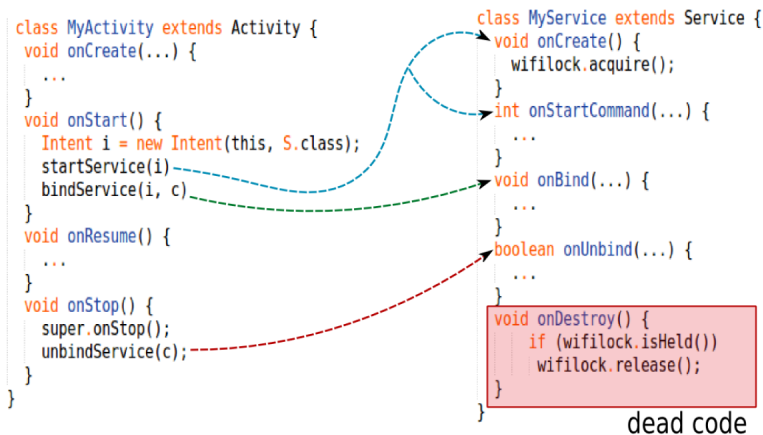 class MyActivity extends Activity {
void onCreate(...) {
...
}
void onStart() {
Intent i = new Intent(this, S.class);
startService(i)
bindService(i, c)
}
void onResume() {
...
}
void onStop() {
super.onStop();
unbindService(c);
}
}
class MyService extends Service {
void onCreate() {
wifilock.acquire();
}
int onStartCommand(...) {
...
}
void onBind(...) {
...
}
boolean onUnbind(...) {
...
}
void onDestroy() {
if (wifilock.isHeld())
wifilock.release();
}
}
dead code